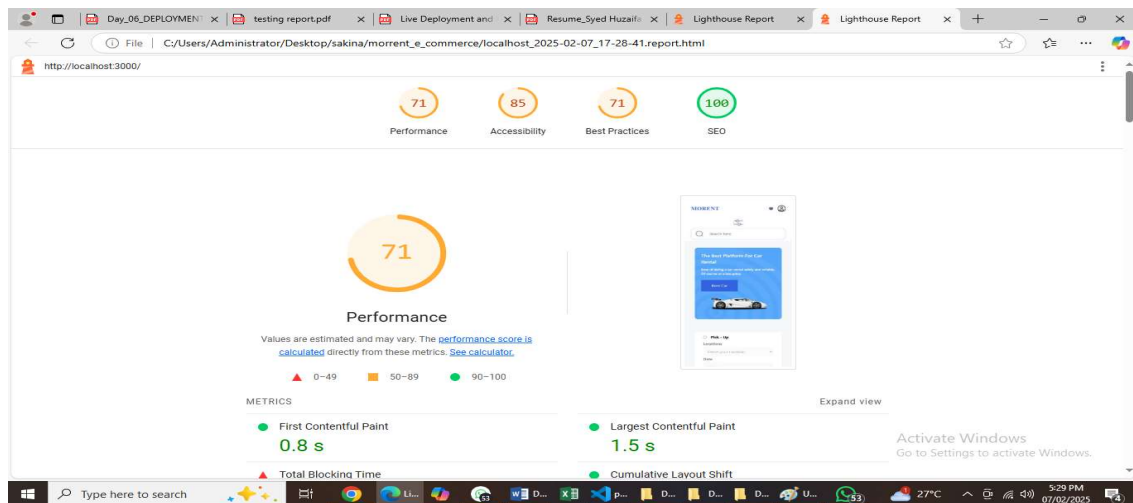 Day_06_DEPLOYMENT
testing report.pdf
Live Deployment and
Resume_Syed Huzaifa
Lighthouse Report
Lighthouse Report
File
C:/Users/Administrator/Desktop/sakina/morrent_e_commerce/localhost_2025-02-07_17-28-41.report.html
http://localhost:3000/
71
85
71
100
Performance
Accessibility
Best Practices
SEO
71
Performance
Values are estimated and may vary. The performance score is
calculated directly from these metrics. See calculator.
0–49
50–89
90–100
MORENT
The Best Platform For Car
Rental
Pick - Up
METRICS
Expand view
First Contentful Paint
0.8 s
Largest Contentful Paint
1.5 s
Total Blocking Time
Cumulative Layout Shift
Activate Windows
Go to Settings to activate Windows.
Type here to search
Li...
53
D...
p...
D...
D...
D...
U...
53
27°C
5:29 PM
07/02/2025
4